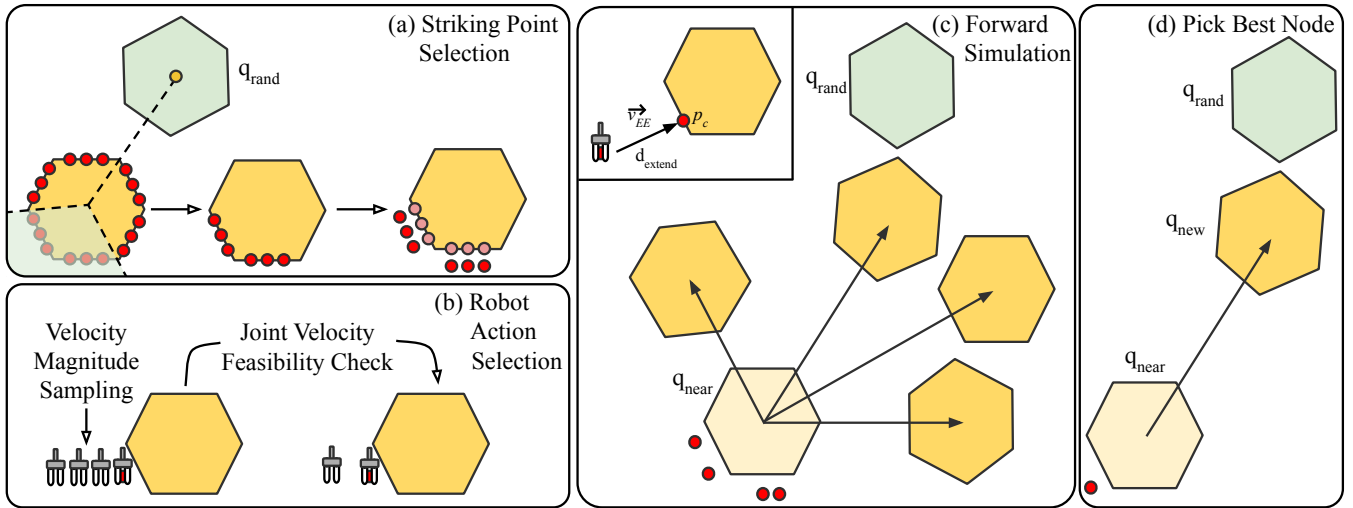 (a) Striking Point
Selection
q_rand
(b) Robot
Action
Selection
Velocity
Magnitude
Sampling
Joint Velocity
Feasibility Check
(c) Forward
Simulation
v_EE
p_c
d_extend
q_rand
q_near
(d) Pick Best Node
q_rand
q_new
q_near